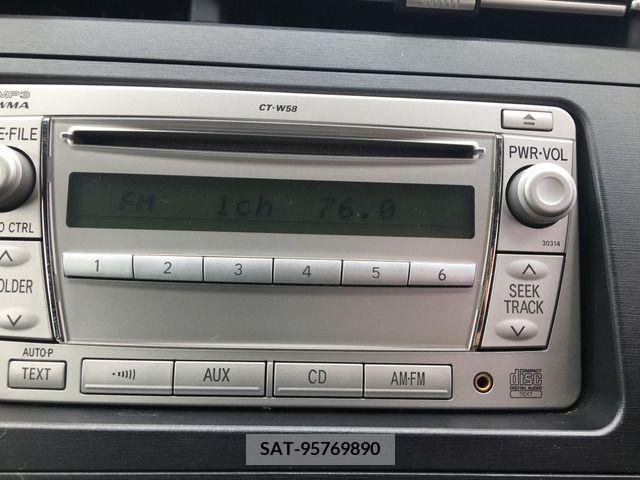 MP3
WMA
CT-W58
E·FILE
PWR·VOL
FM 1ch 76.0
O CTRL
30314
1 2 3 4 5 6
OLDER
SEEK
TRACK
AUTO·P
TEXT
AUX
CD
AM·FM
COMPACT
disc
DIGITAL AUDIO
TEXT
SAT-95769890